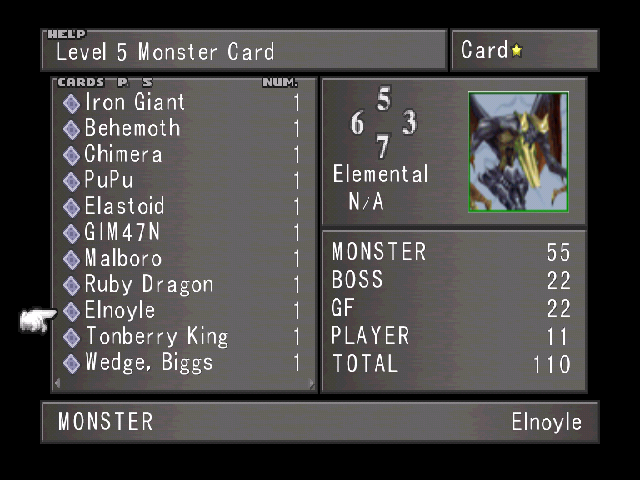 HELP
Level 5 Monster Card
Card
CARDS P. S NUM.
Iron Giant 1
Behemoth 1
Chimera 1
PuPu 1
Elastoid 1
GIM47N 1
Malboro 1
Ruby Dragon 1
Elnoyle 1
Tonberry King 1
Wedge, Biggs 1
5
6 3
7
Elemental
N/A
MONSTER 55
BOSS 22
GF 22
PLAYER 11
TOTAL 110
MONSTER Elnoyle